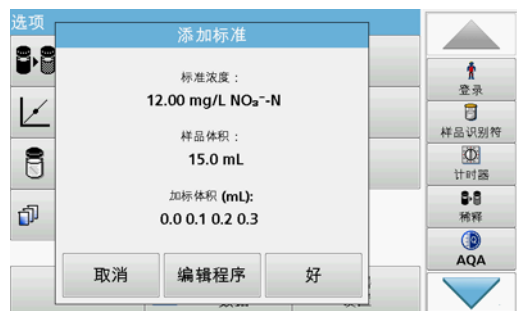 选项
添加标准
标准浓度：
12.00 mg/L NO₃⁻-N
样品体积：
15.0 mL
加标体积 (mL):
0.0 0.1 0.2 0.3
取消
编辑程序
好
登录
样品识别符
计时器
稀释
AQA